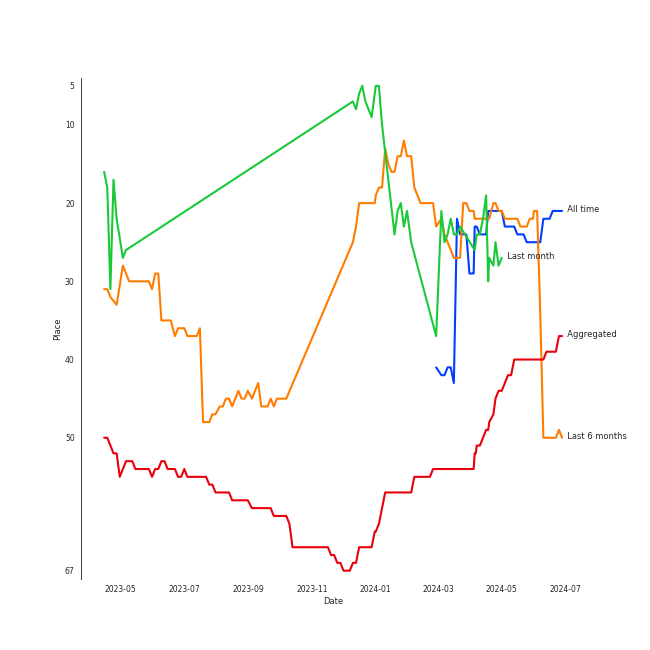 5
10
20
30
40
50
67
Place
All time
Last month
Aggregated
Last 6 months
2023-05 2023-07 2023-09 2023-11 2024-01 2024-03 2024-05 2024-07
Date